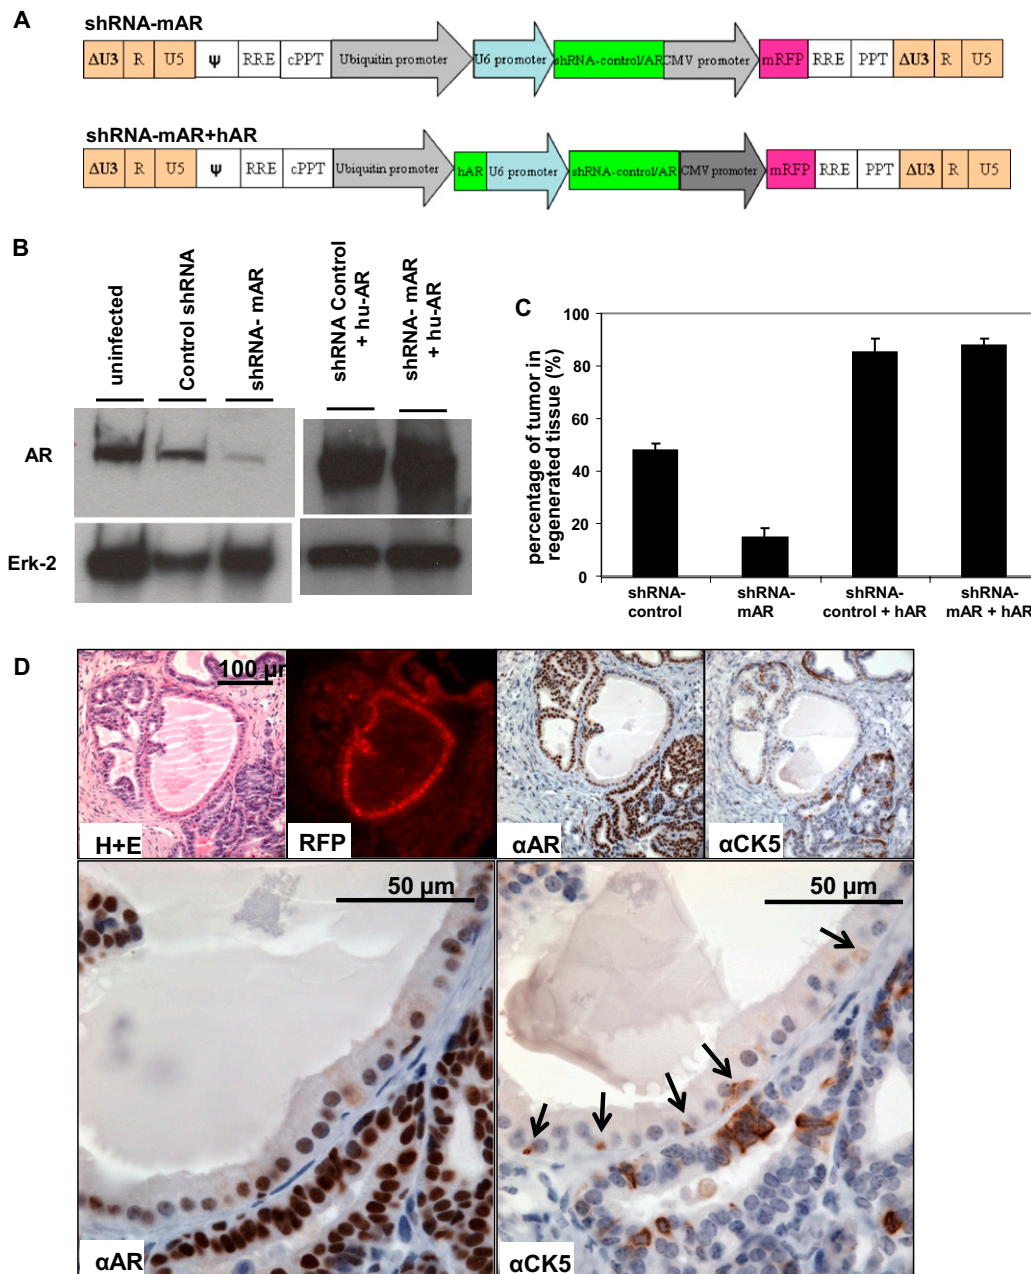 A
shRNA-mAR
ΔU3 R U5 Ψ RRE cPPT Ubiquitin promoter U6 promoter shRNA-control/AR CMV promoter mRFP RRE PPT ΔU3 R U5
shRNA-mAR+hAR
ΔU3 R U5 Ψ RRE cPPT Ubiquitin promoter hAR U6 promoter shRNA-control/AR CMV promoter mRFP RRE PPT ΔU3 R U5
B
uninfected
Control shRNA
shRNA- mAR
shRNA Control
+ hu-AR
shRNA- mAR
+ hu-AR
AR
Erk-2
C
percentage of tumor in
regenerated tissue (%)
100
80
60
40
20
0
shRNA-
control
shRNA-
mAR
shRNA-
control + hAR
shRNA-
mAR + hAR
D
100 μm
H+E
RFP
αAR
αCK5
50 μm
αAR
50 μm
αCK5